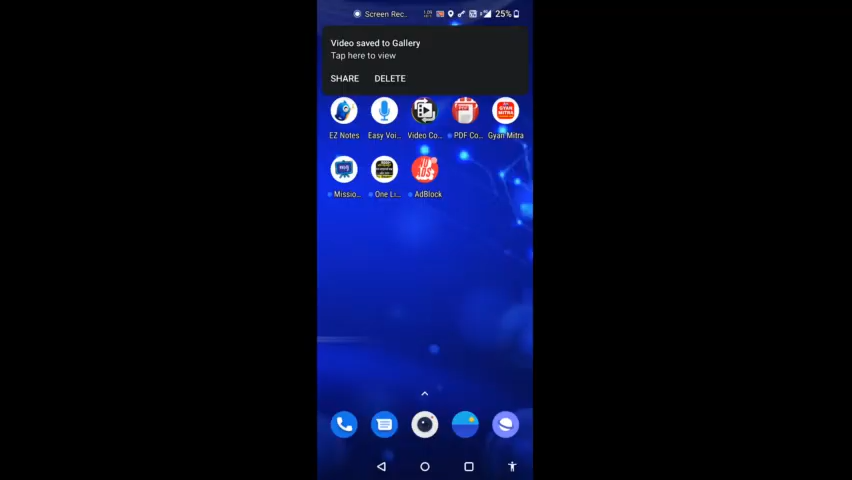 Screen Rec..
25%
Video saved to Gallery
Tap here to view
SHARE DELETE
EZ Notes Easy Voi... Video Co... PDF Co... Gyan Mitra
Missio.. One Li... AdBlock